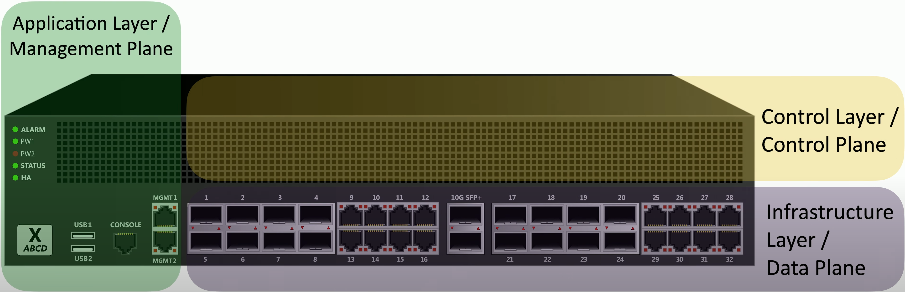 Application Layer /
Management Plane
Control Layer /
Control Plane
Infrastructure
Layer /
Data Plane
ALARM
PW1
PW2
STATUS
HA
X
ABCD
USB1
USB2
CONSOLE
MGMT1
MGMT2
1 2 3 4 9 10 11 12 10G SFP+ 17 18 19 20 25 26 27 28
5 6 7 8 13 14 15 16 21 22 23 24 29 30 31 32